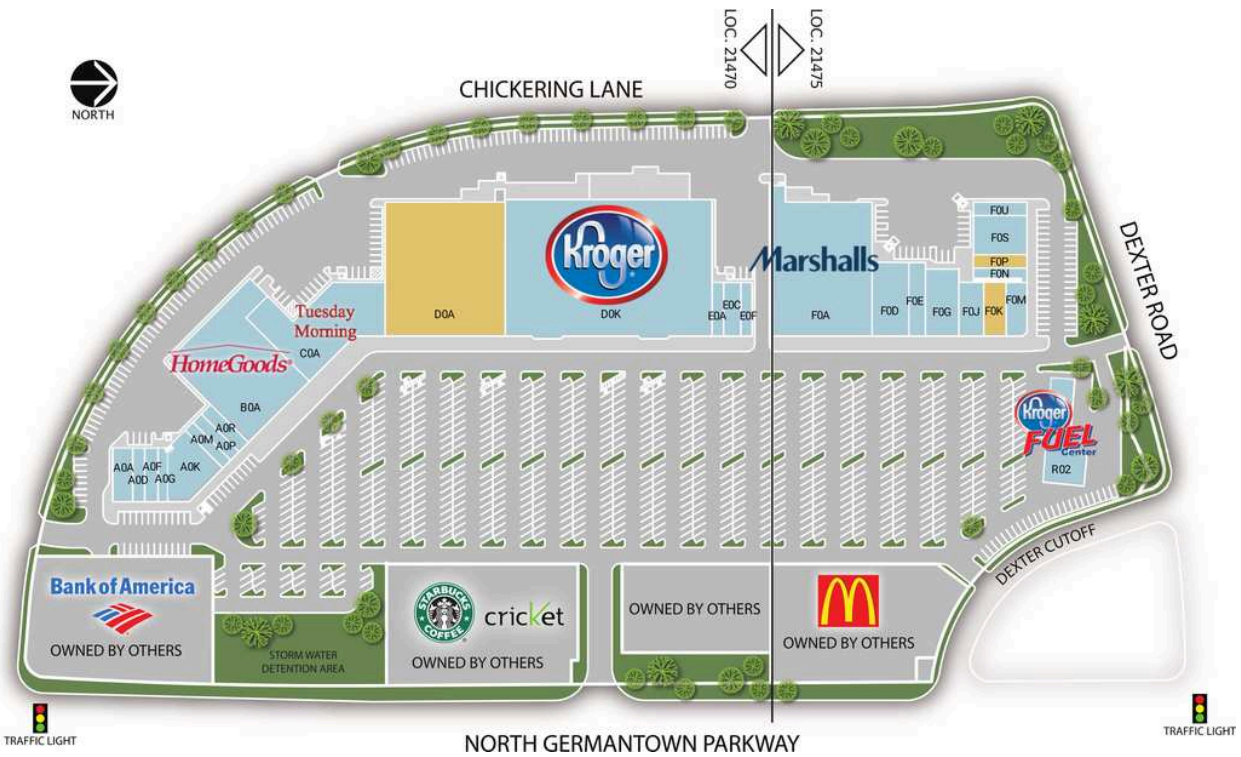 LOC. 21470
LOC. 21475
CHICKERING LANE
NORTH
DEXTER ROAD
F0U
F0S
F0P
F0N
Kroger
Marshalls
Tuesday
Morning
D0A
D0K
E0A
E0C
E0F
F0A
F0D
F0E
F0G
F0J
F0K
F0M
C0A
HomeGoods
B0A
A0R
A0M
A0P
A0A
A0D
A0F
A0G
A0K
Kroger
FUEL
Center
R02
DEXTER CUTOFF
Bank of America
OWNED BY OTHERS
STORM WATER
DETENTION AREA
STARBUCKS
COFFEE
cricket
OWNED BY OTHERS
OWNED BY OTHERS
OWNED BY OTHERS
TRAFFIC LIGHT
TRAFFIC LIGHT
NORTH GERMANTOWN PARKWAY